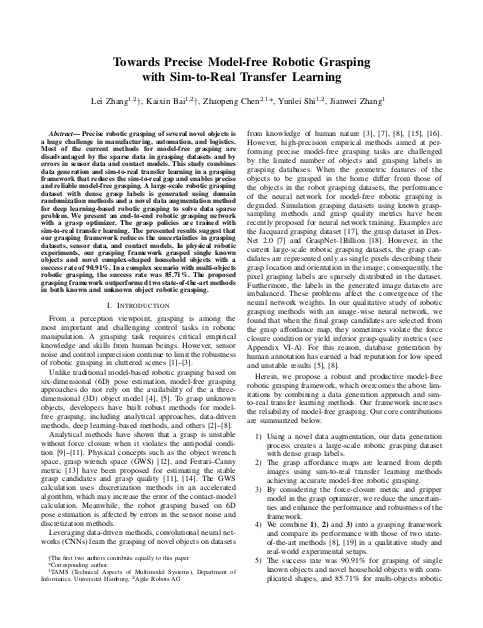 Towards Precise Model-free Robotic Grasping
with Sim-to-Real Transfer Learning
Lei Zhang1,2†, Kaixin Bai1,2†, Zhaopeng Chen2,1*, Yunlei Shi1,2, Jianwei Zhang1
Abstract— Precise robotic grasping of several novel objects is
a huge challenge in manufacturing, automation, and logistics.
Most of the current methods for model-free grasping are
disadvantaged by the sparse data in grasping datasets and by
errors in sensor data and contact models. This study combines
data generation and sim-to-real transfer learning in a grasping
framework that reduces the sim-to-real gap and enables precise
and reliable model-free grasping. A large-scale robotic grasping
dataset with dense grasp labels is generated using domain
randomization methods and a novel data augmentation method
for deep learning-based robotic grasping to solve data sparse
problem. We present an end-to-end robotic grasping network
with a grasp optimizer. The grasp policies are trained with
sim-to-real transfer learning. The presented results suggest that
our grasping framework reduces the uncertainties in grasping
datasets, sensor data, and contact models. In physical robotic
experiments, our grasping framework grasped single known
objects and novel complex-shaped household objects with a
success rate of 90.91%. In a complex scenario with multi-objects
robotic grasping, the success rate was 85.71%. The proposed
grasping framework outperformed two state-of-the-art methods
in both known and unknown object robotic grasping.
I. INTRODUCTION
From a perception viewpoint, grasping is among the
most important and challenging control tasks in robotic
manipulation. A grasping task requires critical empirical
knowledge and skills from human beings. However, sensor
noise and control imprecision continue to limit the robustness
of robotic grasping in cluttered scenes [1]–[3].
Unlike traditional model-based robotic grasping based on
six-dimensional (6D) pose estimation, model-free grasping
approaches do not rely on the availability of the a three-
dimensional (3D) object model [4], [5]. To grasp unknown
objects, developers have built robust methods for model-
free grasping, including analytical approaches, data-driven
methods, deep learning-based methods, and others [2]–[8].
Analytical methods have shown that a grasp is unstable
without force closure when it violates the antipodal condi-
tion [9]–[11]. Physical concepts such as the object wrench
space, grasp wrench space (GWS) [12], and Ferrari–Canny
metric [13] have been proposed for estimating the stable
grasp candidates and grasp quality [11], [14]. The GWS
calculation uses discretization methods in an accelerated
algorithm, which may increase the error of the contact-model
calculation. Meanwhile, the robot grasping based on 6D
pose estimation is affected by errors in the sensor noise and
discretization methods.
Leveraging data-driven methods, convolutional neural net-
works (CNNs) learn the grasping of novel objects on datasets
†The first two authors contribute equally to this paper.
*Corresponding author.
1TAMS (Technical Aspects of Multimodal Systems), Department of
Informatics, Universität Hamburg, 2Agile Robots AG
from knowledge of human nature [3], [7], [8], [15], [16].
However, high-precision empirical methods aimed at per-
forming precise model-free grasping tasks are challenged
by the limited number of objects and grasping labels in
grasping databases. When the geometric features of the
objects to be grasped in the home differ from those of
the objects in the robot grasping datasets, the performance
of the neural network for model-free robotic grasping is
degraded. Simulation grasping datasets using known grasp-
sampling methods and grasp quality metrics have been
recently proposed for neural network training. Examples are
the Jacquard grasping dataset [17], the grasp dataset in Dex-
Net 2.0 [7] and GraspNet-1Billion [18]. However, in the
current large-scale robotic grasping datasets, the grasp can-
didates are represented only as single pixels describing their
grasp location and orientation in the image; consequently, the
pixel grasping labels are sparsely distributed in the dataset.
Furthermore, the labels in the generated image datasets are
imbalanced. These problems affect the convergence of the
neural network weights. In our qualitative study of robotic
grasping methods with an image-wise neural network, we
found that when the final grasp candidates are selected from
the grasp affordance map, they sometimes violate the force
closure condition or yield inferior grasp-quality metrics (see
Appendix VI-A). For this reason, database generation by
human annotation has earned a bad reputation for low speed
and unstable results [5], [8].
Herein, we propose a robust and productive model-free
robotic grasping framework, which overcomes the above lim-
itations by combining a data generation approach and sim-
to-real transfer learning methods. Our framework increases
the reliability of model-free grasping. Our core contributions
are summarized below.
1) Using a novel data augmentation, our data generation
process creates a large-scale robotic grasping dataset
with dense grasp labels.
2) The grasp affordance maps are learned from depth
images using sim-to-real transfer learning methods
achieving accurate model-free robotic grasping.
3) By considering the force-closure metric and gripper
model in the grasp optimizer, we reduce the uncertain-
ties and enhance the performance and robustness of the
framework.
4) We combine 1), 2) and 3) into a grasping framework
and compare its performance with those of two state-
of-the-art methods [8], [19] in a qualitative study and
real-world experimental setups.
5) The success rate was 90.91% for grasping of single
known objects and novel household objects with com-
plicated shapes, and 85.71% for multi-objects robotic